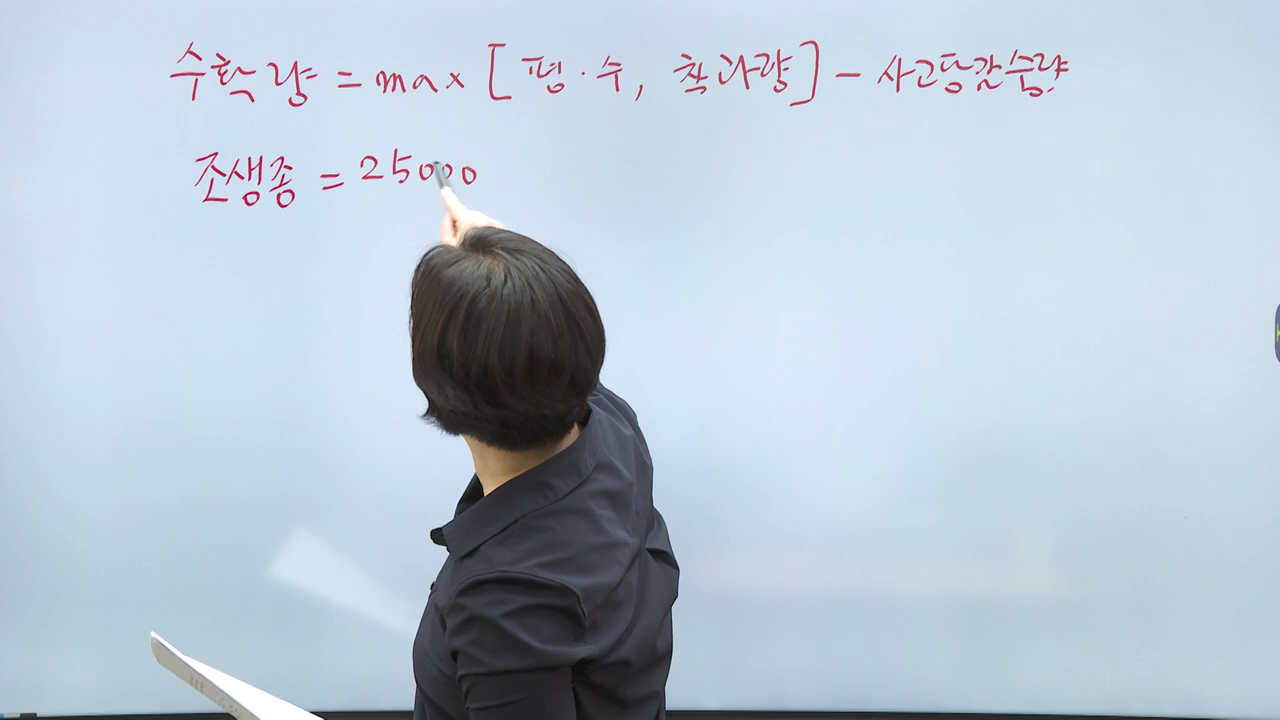 수확량 = max [ 평·수, 착과량 ] - 사고당감수량
조생종 = 25000